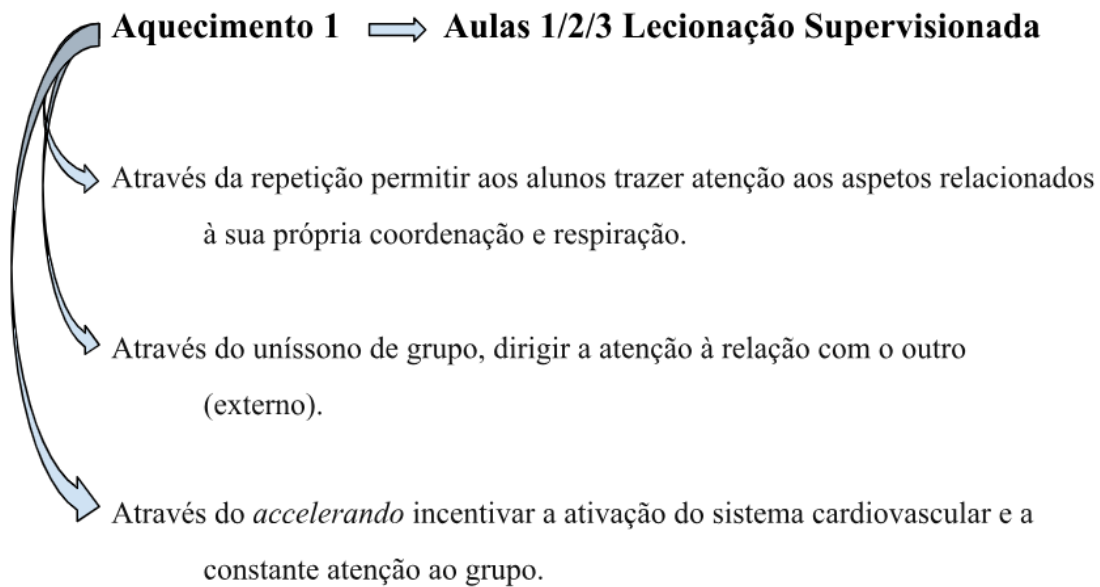 Aquecimento 1 Aulas 1/2/3 Lecionação Supervisionada
Através da repetição permitir aos alunos trazer atenção aos aspetos relacionados
à sua própria coordenação e respiração.
Através do uníssono de grupo, dirigir a atenção à relação com o outro
(externo).
Através do accelerando incentivar a ativação do sistema cardiovascular e a
constante atenção ao grupo.